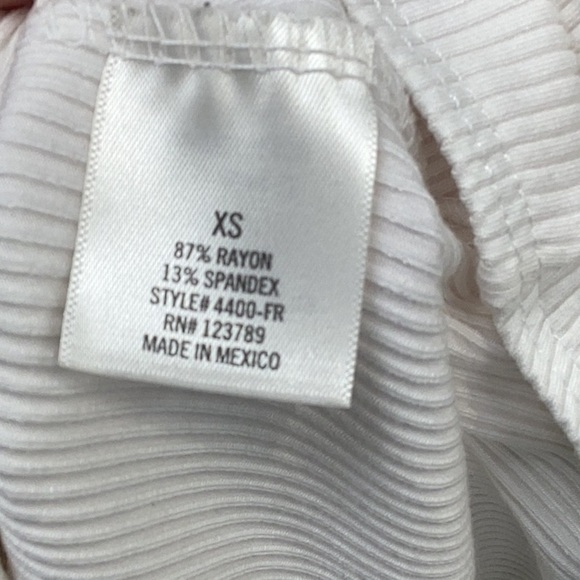 XS
87% RAYON
13% SPANDEX
STYLE# 4400-FR
RN# 123789
MADE IN MEXICO